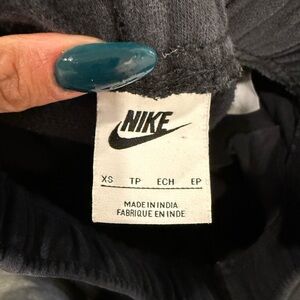 NIKE
XS TP ECH EP
MADE IN INDIA
FABRIQUE EN INDE